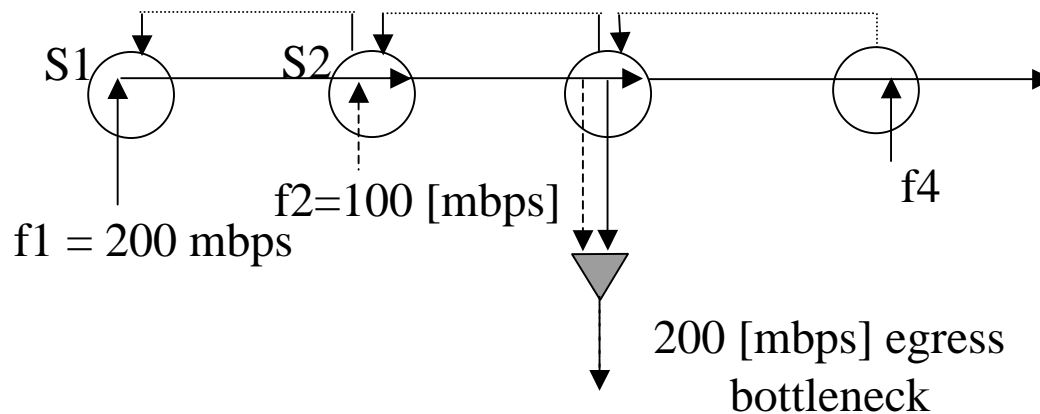 S1
S2
f2=100 [mbps]
f4
f1 = 200 mbps
200 [mbps] egress
bottleneck